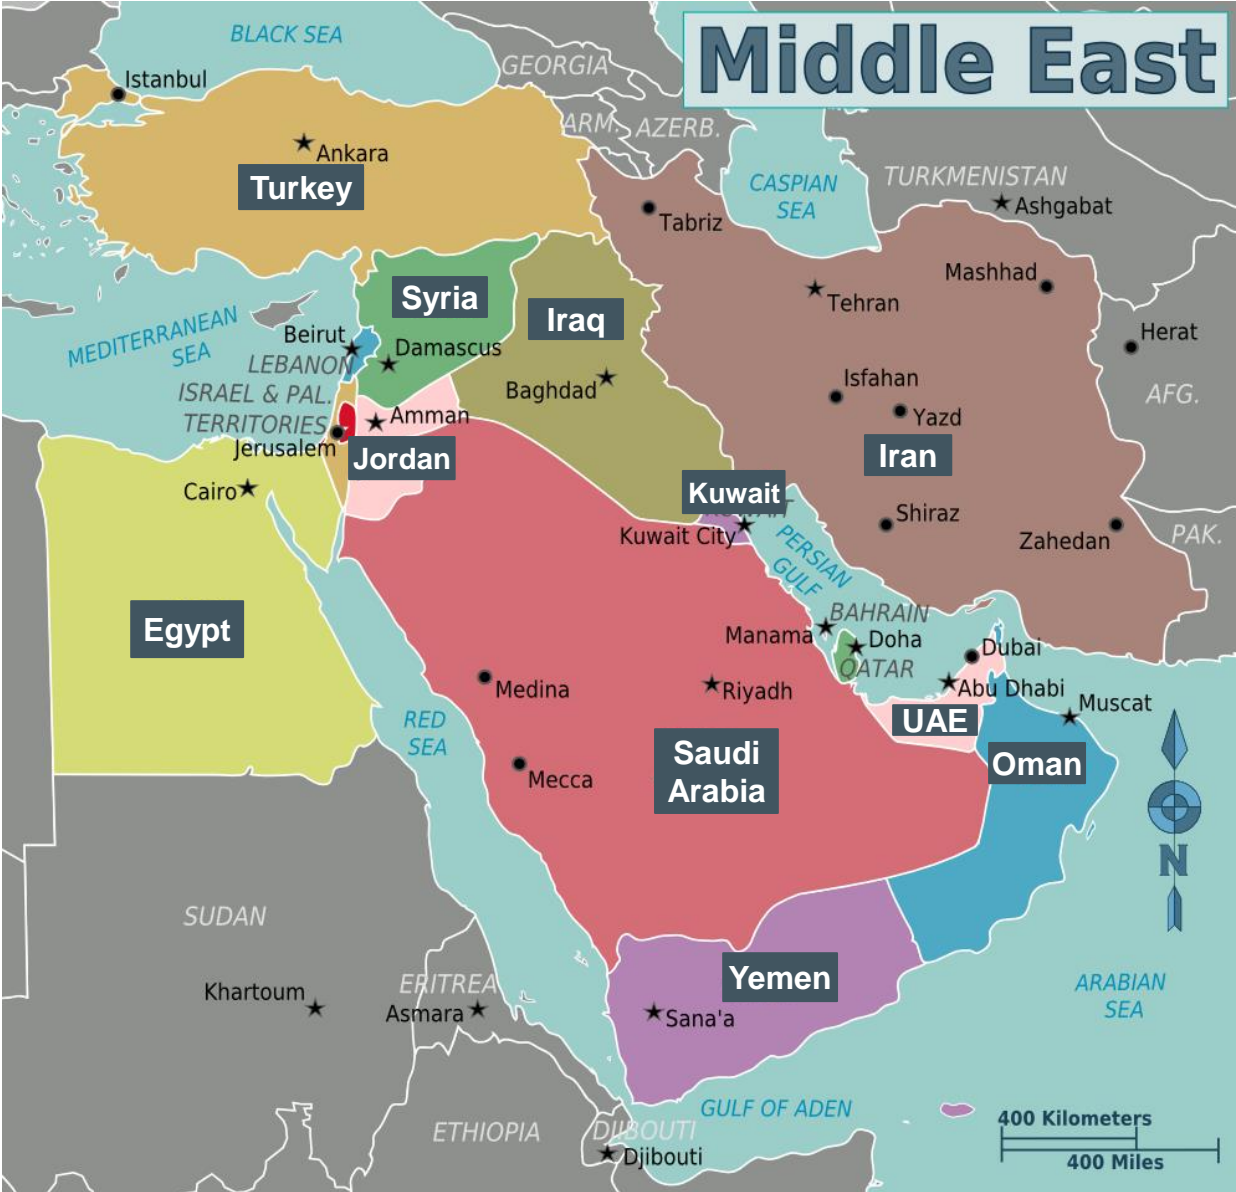 Middle East
BLACK SEA
GEORGIA
Istanbul
ARM.
AZERB.
Ankara
Turkey
CASPIAN
SEA
TURKMENISTAN
Ashgabat
Tabriz
Mashhad
Tehran
Syria
Iraq
MEDITERRANEAN
SEA
Beirut
LEBANON
Damascus
Herat
ISRAEL & PAL.
TERRITORIES
Baghdad
Isfahan
AFG.
Amman
Yazd
Jerusalem
Jordan
Iran
Cairo
Kuwait
Kuwait City
Shiraz
Zahedan
PAK.
PERSIAN
GULF
Egypt
BAHRAIN
Manama
Doha
QATAR
Dubai
Medina
Riyadh
Abu Dhabi
Muscat
UAE
RED
SEA
Saudi
Arabia
Oman
Mecca
N
SUDAN
Yemen
ERITREA
Khartoum
Asmara
Sana'a
ARABIAN
SEA
GULF OF ADEN
ETHIOPIA
DJIBOUTI
Djibouti
400 Kilometers
400 Miles